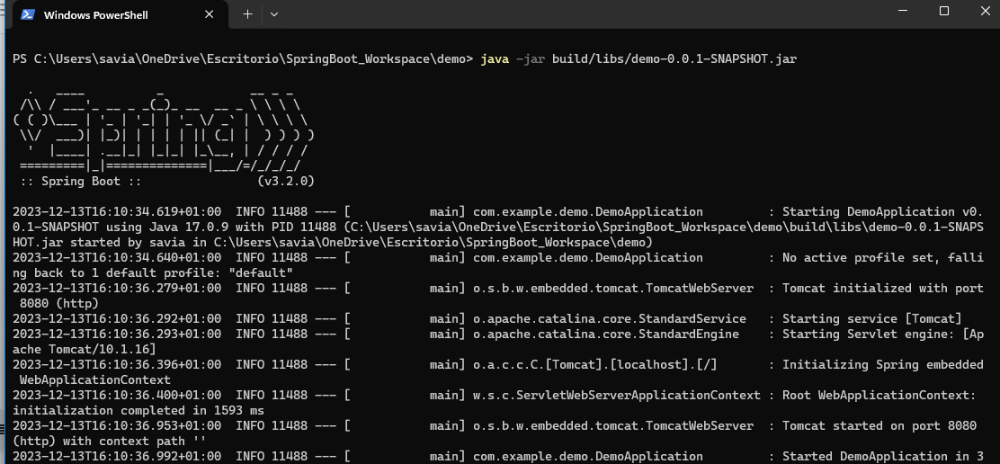 Windows PowerShell
PS C:\Users\savia\OneDrive\Escritorio\SpringBoot_Workspace\demo> java -jar build/libs/demo-0.0.1-SNAPSHOT.jar
  .   ____          _            __ _ _
 /\\ / ___'_ __ _ _(_)_ __  __ _ \ \ \ \
( ( )\___ | '_ | '_| | '_ \/ _` | \ \ \ \
 \\/  ___)| |_)| | | | | || (_| |  ) ) ) )
  '  |____| .__|_| |_|_| |_\__, | / / / /
 =========|_|==============|___/=/_/_/_/
 :: Spring Boot ::                (v3.2.0)
2023-12-13T16:10:34.619+01:00  INFO 11488 --- [           main] com.example.demo.DemoApplication         : Starting DemoApplication v0.
0.1-SNAPSHOT using Java 17.0.9 with PID 11488 (C:\Users\savia\OneDrive\Escritorio\SpringBoot_Workspace\demo\build\libs\demo-0.0.1-SNAPS
HOT.jar started by savia in C:\Users\savia\OneDrive\Escritorio\SpringBoot_Workspace\demo)
2023-12-13T16:10:34.640+01:00  INFO 11488 --- [           main] com.example.demo.DemoApplication         : No active profile set, falli
ng back to 1 default profile: "default"
2023-12-13T16:10:36.279+01:00  INFO 11488 --- [           main] o.s.b.w.embedded.tomcat.TomcatWebServer  : Tomcat initialized with port
 8080 (http)
2023-12-13T16:10:36.292+01:00  INFO 11488 --- [           main] o.apache.catalina.core.StandardService   : Starting service [Tomcat]
2023-12-13T16:10:36.293+01:00  INFO 11488 --- [           main] o.apache.catalina.core.StandardEngine    : Starting Servlet engine: [Ap
ache Tomcat/10.1.16]
2023-12-13T16:10:36.396+01:00  INFO 11488 --- [           main] o.a.c.c.C.[Tomcat].[localhost].[/]       : Initializing Spring embedded
 WebApplicationContext
2023-12-13T16:10:36.400+01:00  INFO 11488 --- [           main] w.s.c.ServletWebServerApplicationContext : Root WebApplicationContext:
initialization completed in 1593 ms
2023-12-13T16:10:36.953+01:00  INFO 11488 --- [           main] o.s.b.w.embedded.tomcat.TomcatWebServer  : Tomcat started on port 8080
(http) with context path ''
2023-12-13T16:10:36.992+01:00  INFO 11488 --- [           main] com.example.demo.DemoApplication         : Started DemoApplication in 3